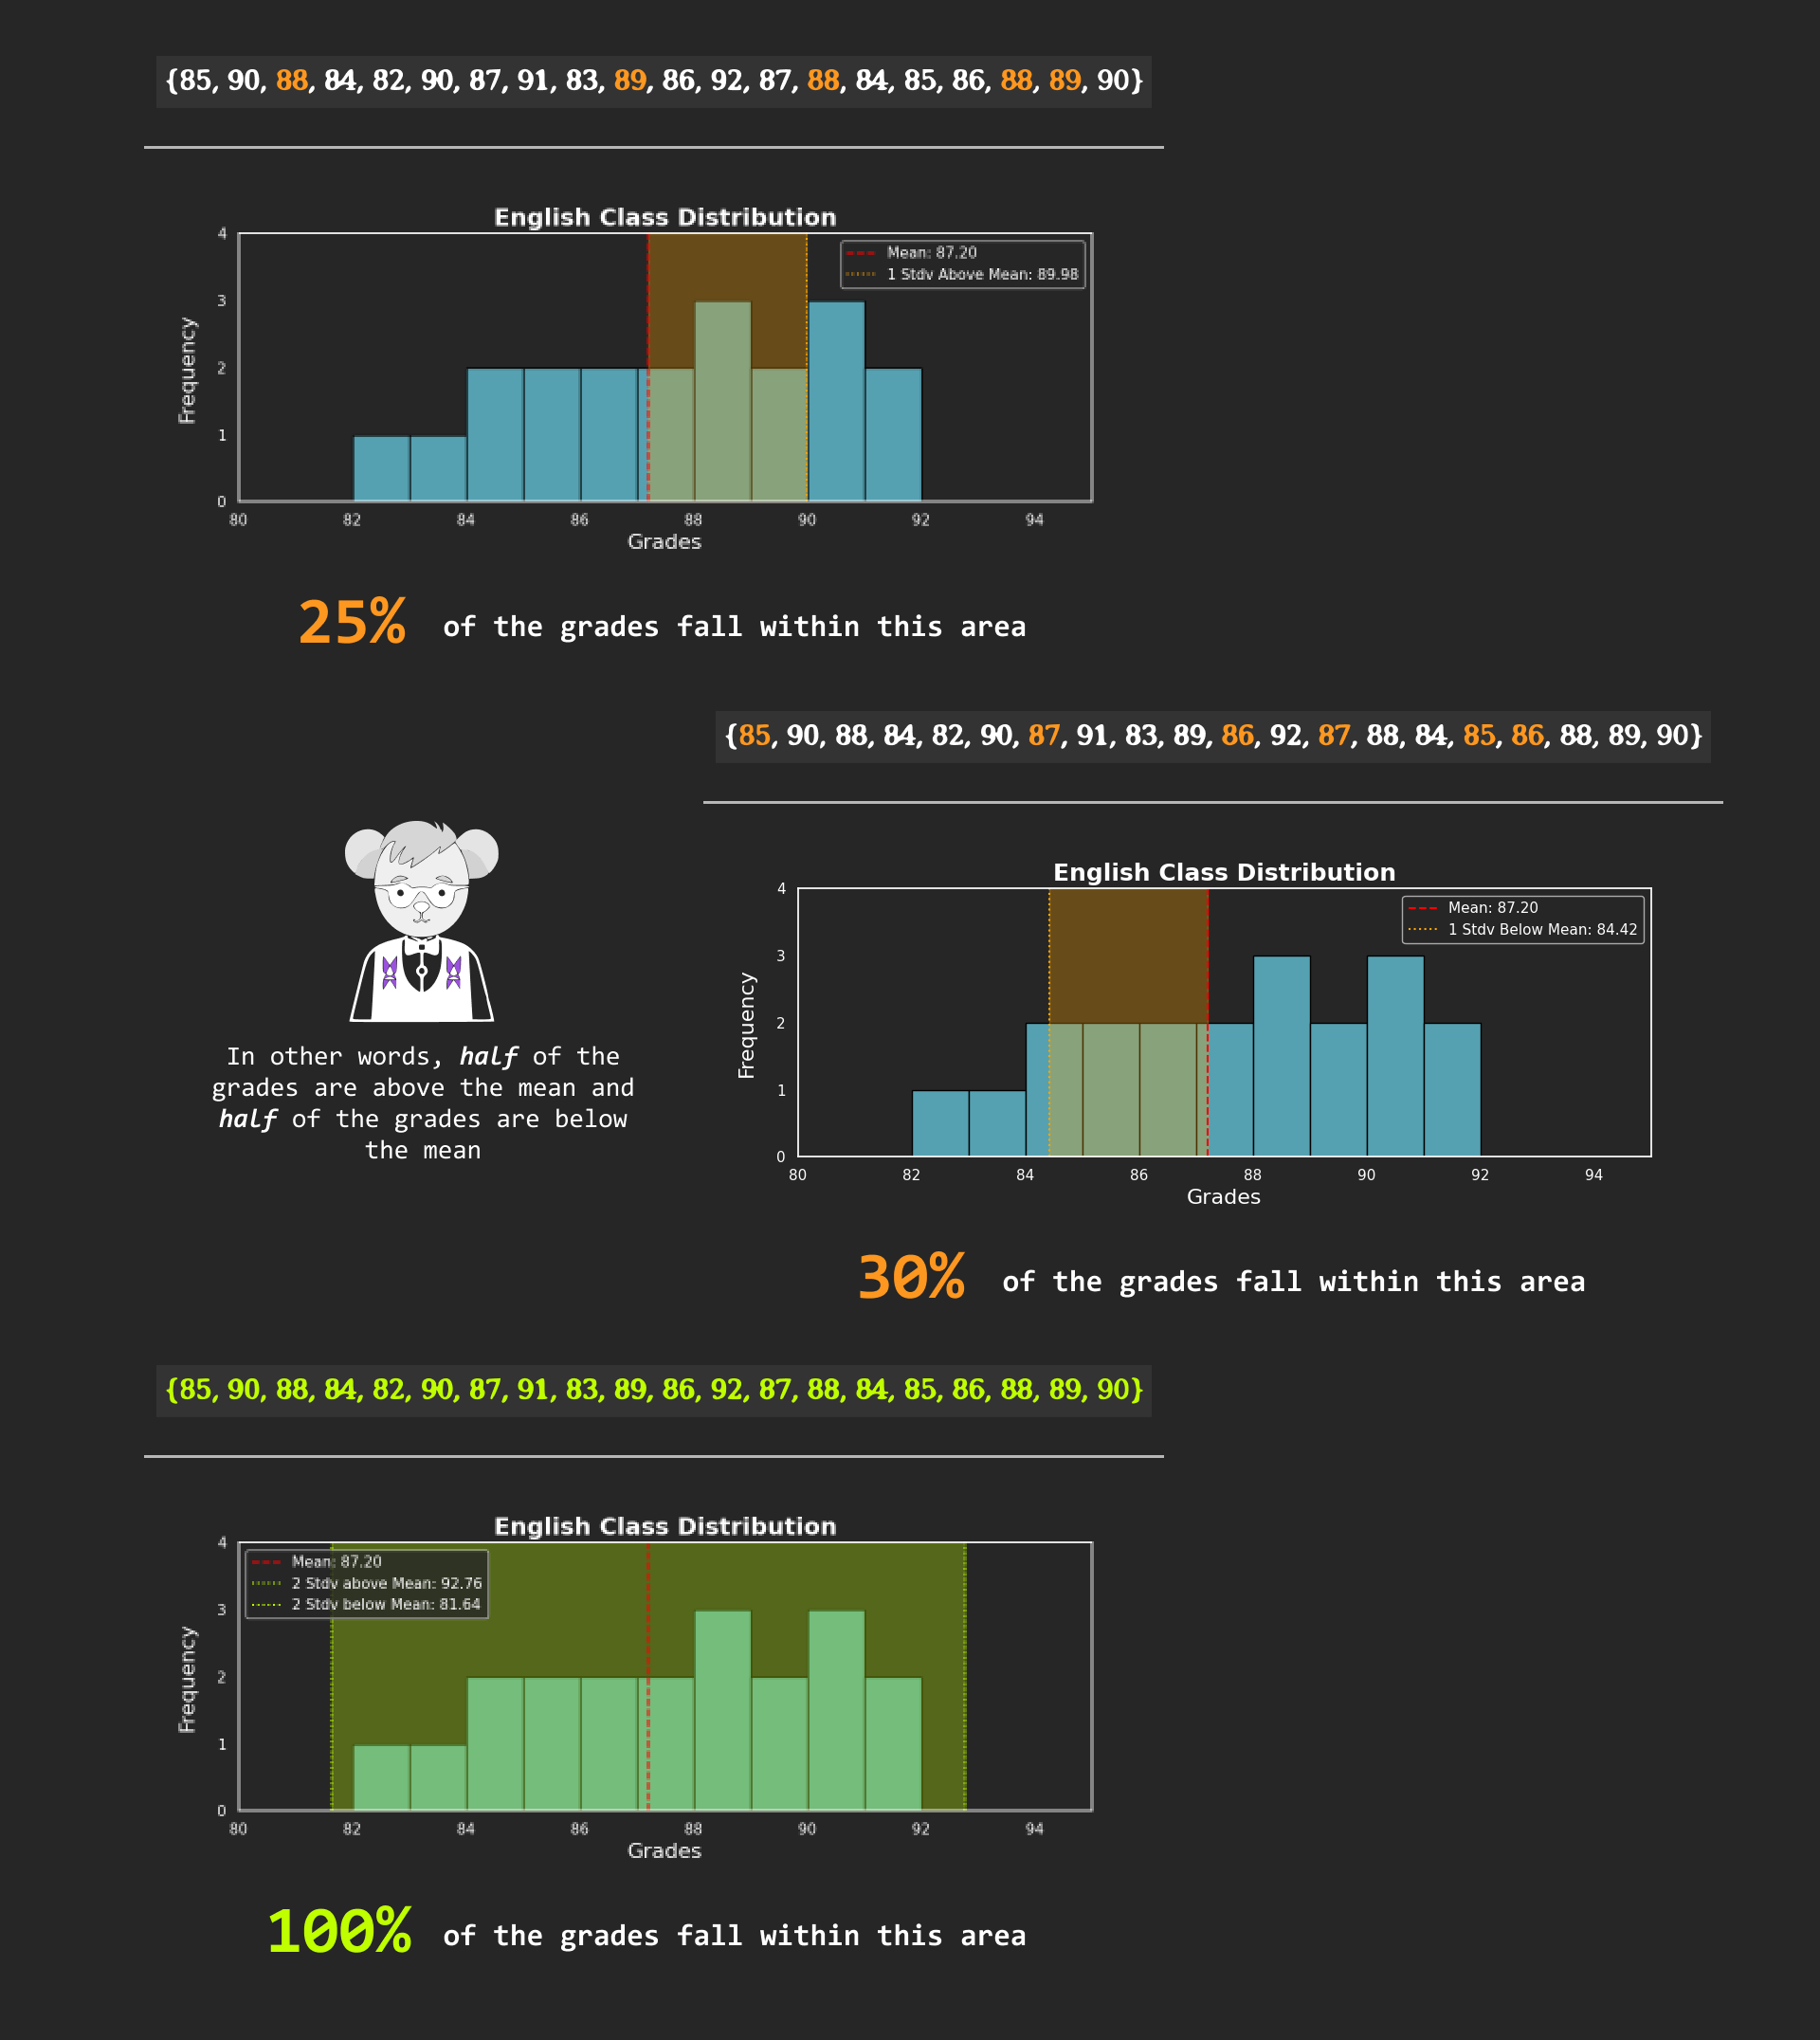 {85, 90, 88, 84, 82, 90, 87, 91, 83, 89, 86, 92, 87, 88, 84, 85, 86, 88, 89, 90}
English Class Distribution
Mean: 87.20
1 Stdv Above Mean: 89.98
4
3
2
1
0
Frequency
80 82 84 86 88 90 92 94
Grades
25% of the grades fall within this area
{85, 90, 88, 84, 82, 90, 87, 91, 83, 89, 86, 92, 87, 88, 84, 85, 86, 88, 89, 90}
In other words, half of the
grades are above the mean and
half of the grades are below
the mean
English Class Distribution
Mean: 87.20
1 Stdv Below Mean: 84.42
4
3
2
1
0
Frequency
80 82 84 86 88 90 92 94
Grades
30% of the grades fall within this area
{85, 90, 88, 84, 82, 90, 87, 91, 83, 89, 86, 92, 87, 88, 84, 85, 86, 88, 89, 90}
English Class Distribution
Mean: 87.20
2 Stdv above Mean: 92.76
2 Stdv below Mean: 81.64
4
3
2
1
0
Frequency
80 82 84 86 88 90 92 94
Grades
100% of the grades fall within this area